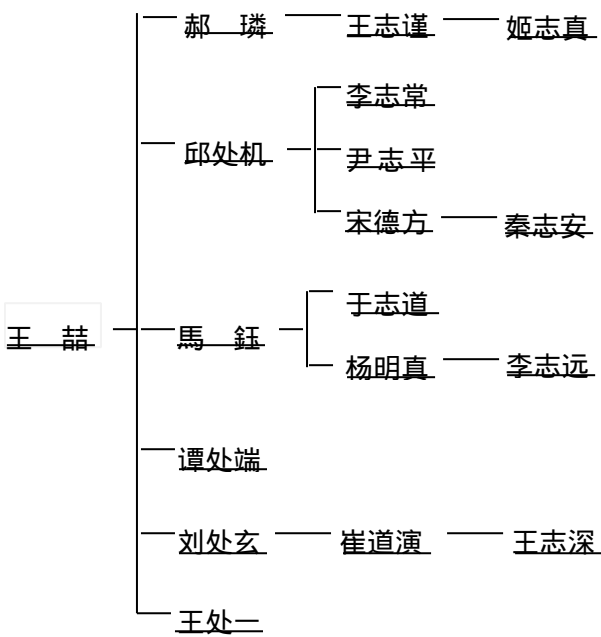 郝　璘　王志谨　姬志真
李志常
邱处机　尹志平
宋德方　秦志安
于志道
王　喆　馬　鈺
杨明真　李志远
谭处端
刘处玄　崔道演　王志深
王处一